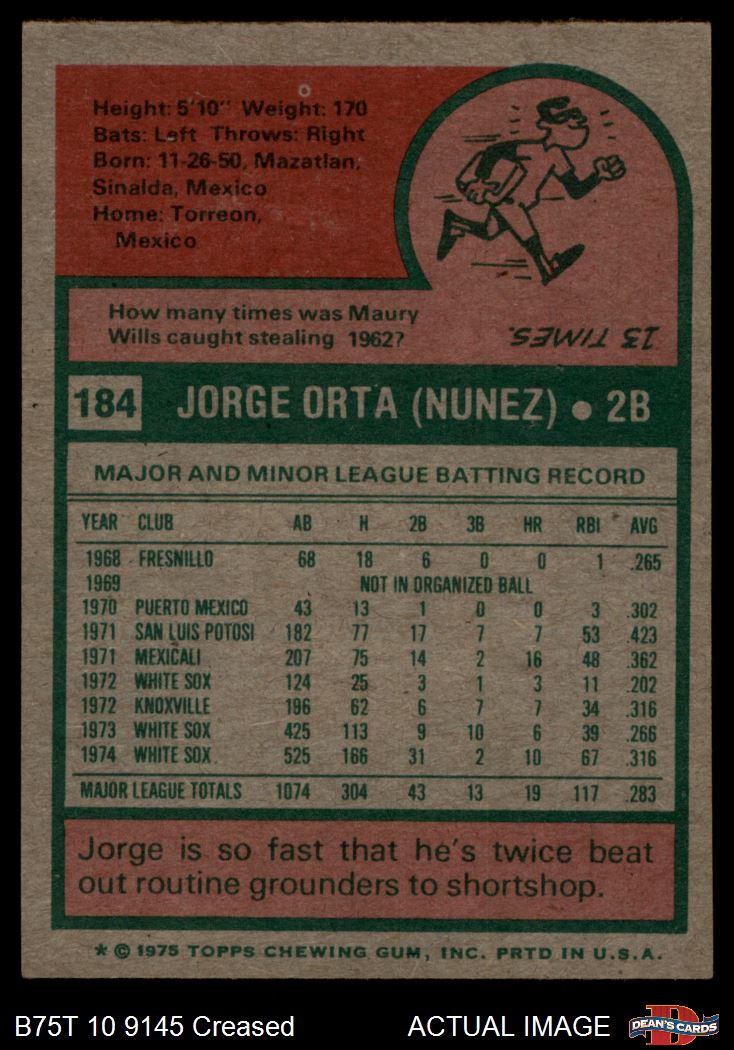 Height: 5'10" Weight: 170
Bats: Left Throws: Right
Born: 11-26-50, Mazatlan,
Sinalda, Mexico
Home: Torreon,
Mexico
How many times was Maury
Wills caught stealing 1962?
13 TIMES.
184 JORGE ORTA (NUNEZ) • 2B
MAJOR AND MINOR LEAGUE BATTING RECORD
YEAR CLUB AB H 2B 3B HR RBI AVG
1968 FRESNILLO 68 18 6 0 0 1 .265
1969 NOT IN ORGANIZED BALL
1970 PUERTO MEXICO 43 13 1 0 0 3 .302
1971 SAN LUIS POTOSI 182 77 17 7 7 53 .423
1971 MEXICALI 207 75 14 2 16 48 .362
1972 WHITE SOX 124 25 3 1 3 11 .202
1972 KNOXVILLE 196 62 6 7 7 34 .316
1973 WHITE SOX 425 113 9 10 6 39 .266
1974 WHITE SOX 525 166 31 2 10 67 .316
MAJOR LEAGUE TOTALS 1074 304 43 13 19 117 .283
Jorge is so fast that he's twice beat
out routine grounders to shortshop.
* © 1975 TOPPS CHEWING GUM, INC. PRTD IN U.S.A.
B75T 10 9145 Creased ACTUAL IMAGE DEAN'S CARDS